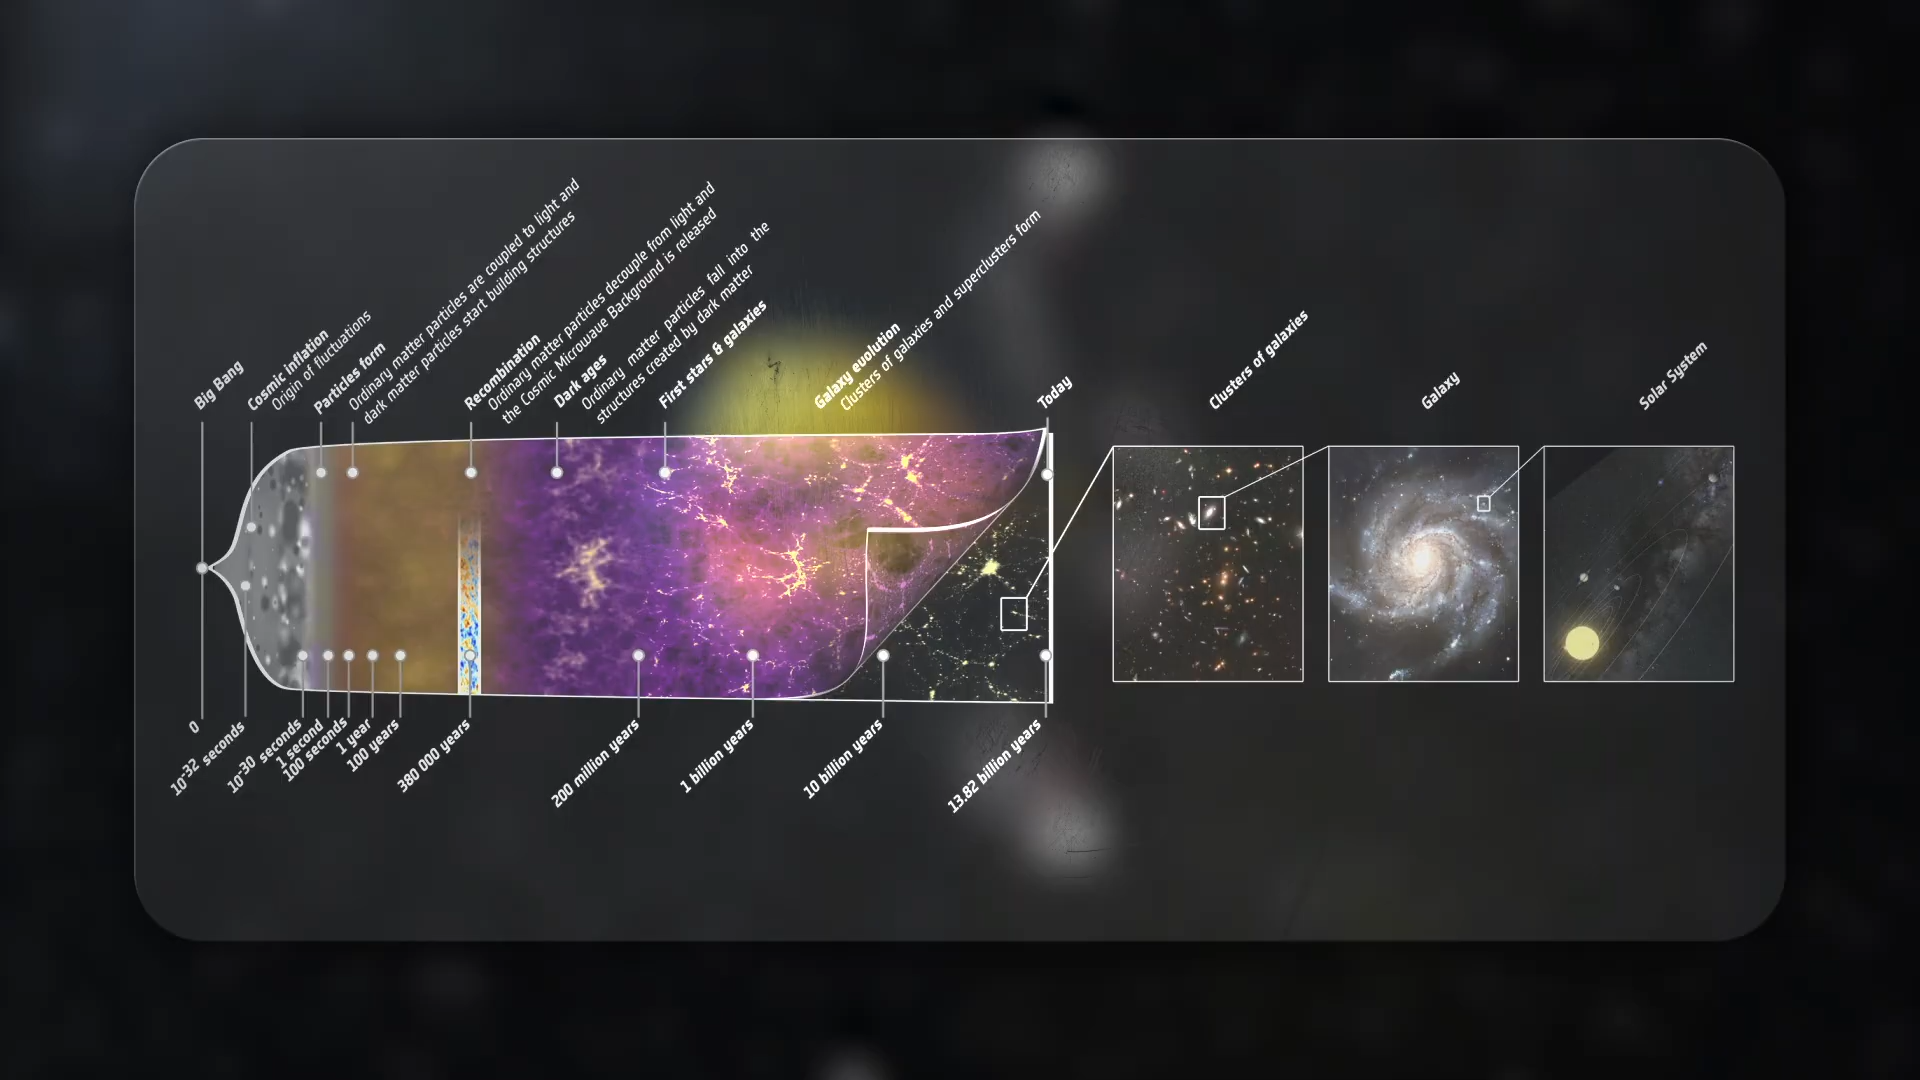 Big Bang
Cosmic inflation
Origin of fluctuations
Particles form
Ordinary matter particles are coupled to light and
dark matter particles start building structures
Recombination
Ordinary matter particles decouple from light and
the Cosmic Microwave Background is released
Dark ages
Ordinary matter particles fall into the
structures created by dark matter
First stars & galaxies
Galaxy evolution
Clusters of galaxies and superclusters form
Today
Clusters of galaxies
Galaxy
Solar System
0
10⁻³² seconds
10⁻³⁰ seconds
1 second
100 seconds
1 year
100 years
380 000 years
200 million years
1 billion years
10 billion years
13.82 billion years